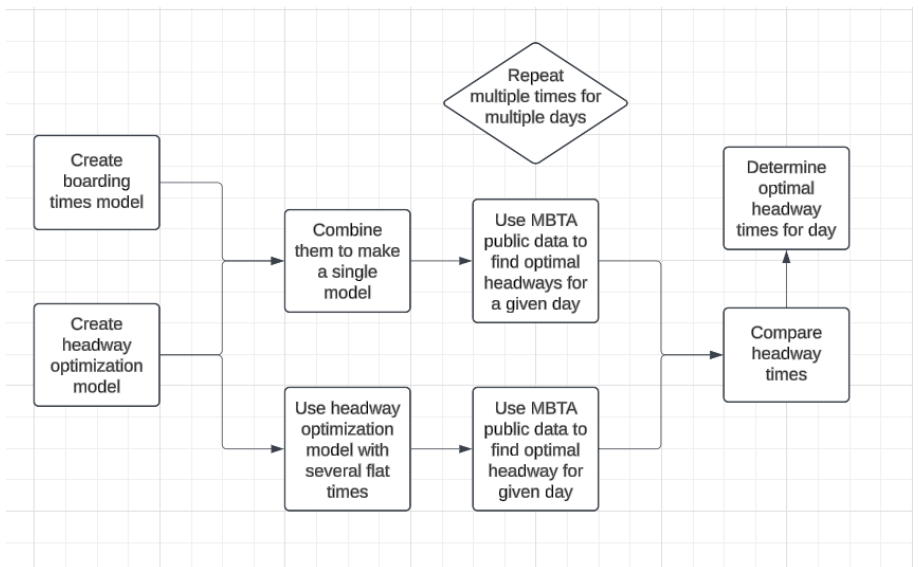 Repeat
multiple times for
multiple days
Create
boarding
times model
Create
headway
optimization
model
Combine
them to make
a single
model
Use headway
optimization
model with
several flat
times
Use MBTA
public data to
find optimal
headways for
a given day
Use MBTA
public data to
find optimal
headway for
given day
Compare
headway
times
Determine
optimal
headway
times for day